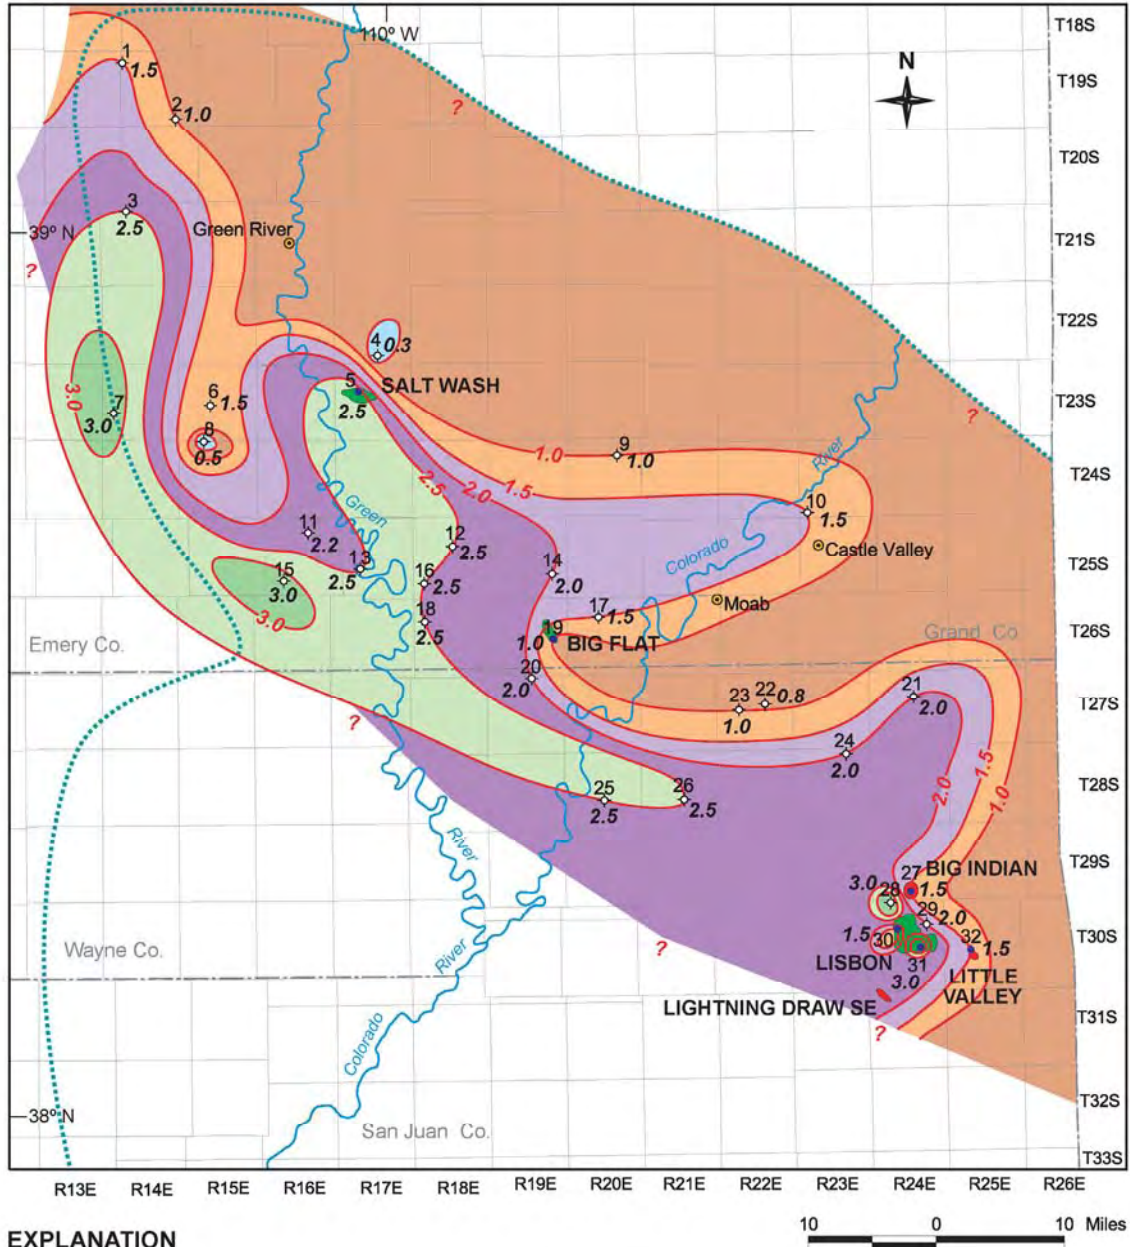 110° W
T18S
1
1.5
N
T19S
2
1.0
?
T20S
3
2.5
39° N
Green River
T21S
?
4
0.3
T22S
5
SALT WASH
2.5
3.0
7
3.0
6
1.5
8
0.5
?
T23S
1.0
9
1.0
River
T24S
2.5
2.0
1.5
10
1.5
Green
11
2.2
12
2.5
Castle Valley
13
2.5
14
2.0
Colorado
T25S
15
3.0
3.0
16
2.5
17
1.5
Moab
18
2.5
19
1.0
BIG FLAT
Grand Co
T26S
Emery Co.
20
2.0
21
2.0
22
0.8
23
1.0
T27S
?
24
2.0
1.5
25
2.5
26
2.5
2.0
1.0
T28S
River
T29S
27
BIG INDIAN
3.0
28
1.5
29
2.0
Wayne Co.
River
?
1.5
30
31
32
1.5
T30S
LISBON
3.0
LITTLE
VALLEY
LIGHTNING DRAW SE
T31S
?
Colorado
38° N
San Juan Co.
T32S
T33S
R13E R14E R15E R16E R17E R18E R19E R20E R21E R22E R23E R24E R25E R26E
EXPLANATION
10 0 10 Miles